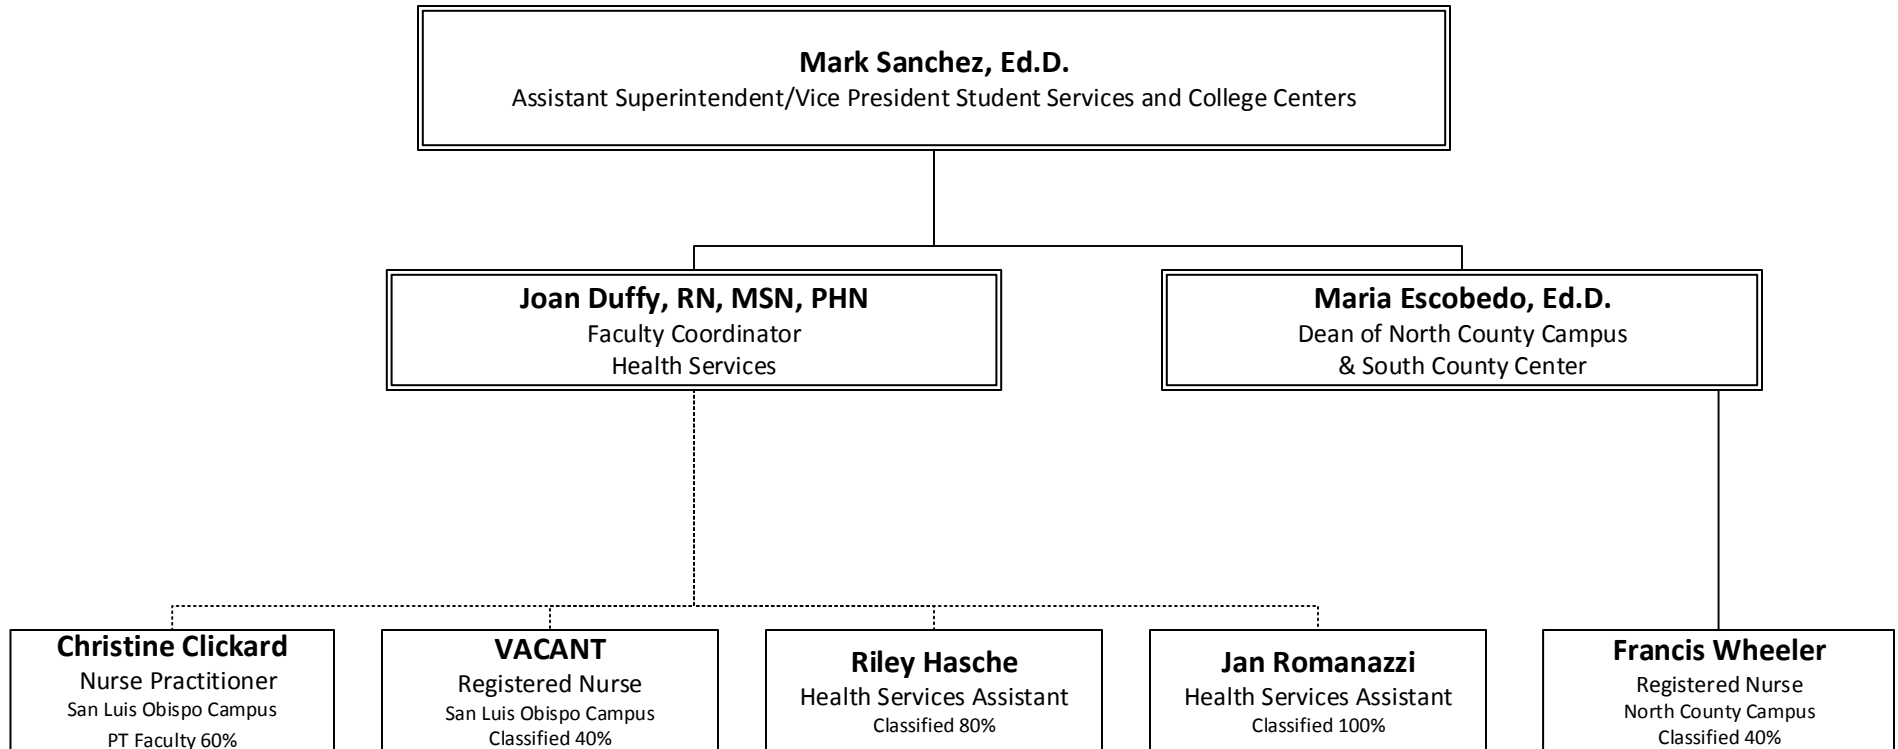 Mark Sanchez, Ed.D.
Assistant Superintendent/Vice President Student Services and College Centers
Joan Duffy, RN, MSN, PHN
Faculty Coordinator
Health Services
Maria Escobedo, Ed.D.
Dean of North County Campus
& South County Center
Christine Clickard
Nurse Practitioner
San Luis Obispo Campus
PT Faculty 60%
VACANT
Registered Nurse
San Luis Obispo Campus
Classified 40%
Riley Hasche
Health Services Assistant
Classified 80%
Jan Romanazzi
Health Services Assistant
Classified 100%
Francis Wheeler
Registered Nurse
North County Campus
Classified 40%